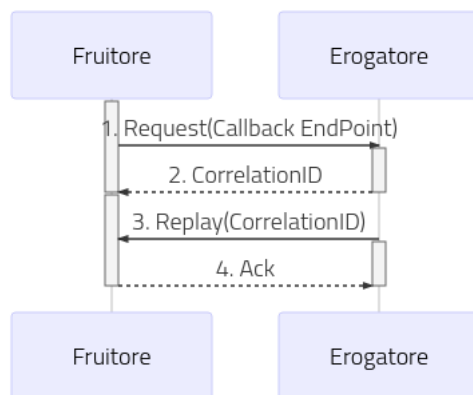 Fruitore
Erogatore
1. Request(Callback EndPoint)
2. CorrelationID
3. Replay(CorrelationID)
4. Ack
Fruitore
Erogatore